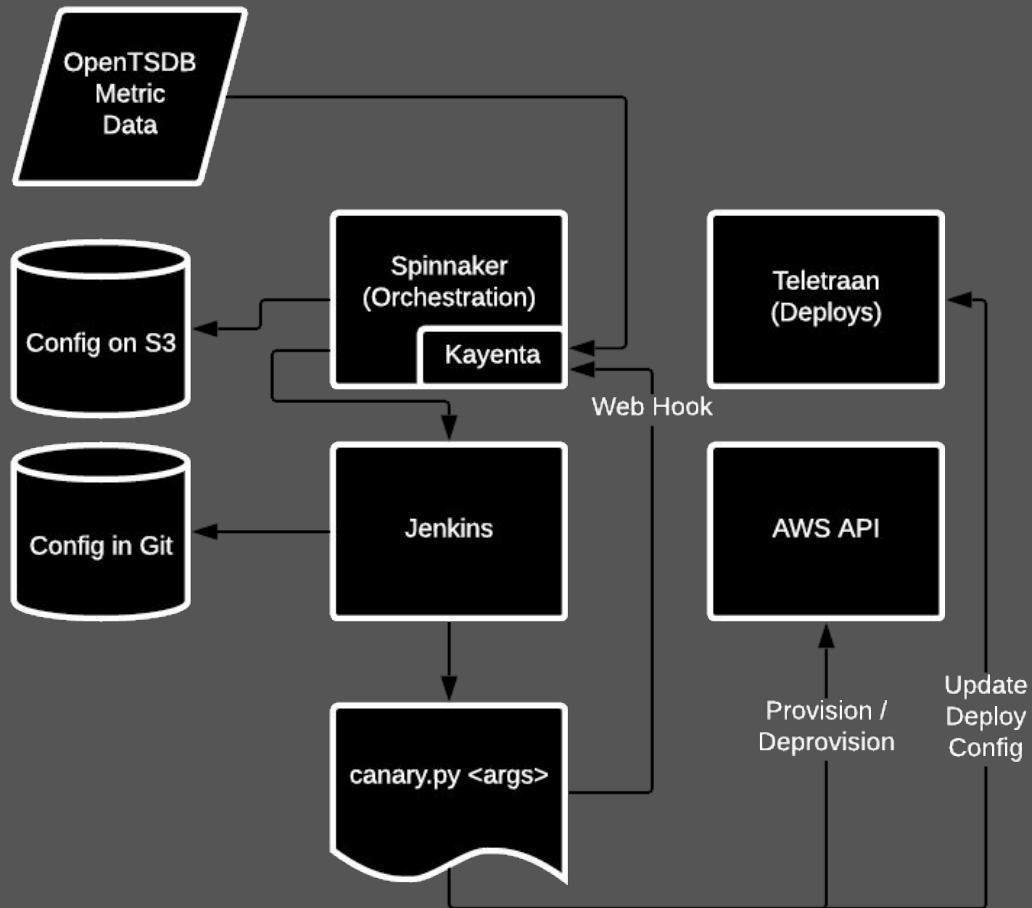 OpenTSDB
Metric
Data
Spinnaker
(Orchestration)
Kayenta
Teletraan
(Deploys)
Config on S3
Web Hook
Config in Git
Jenkins
AWS API
canary.py <args>
Provision /
Deprovision
Update
Deploy
Config